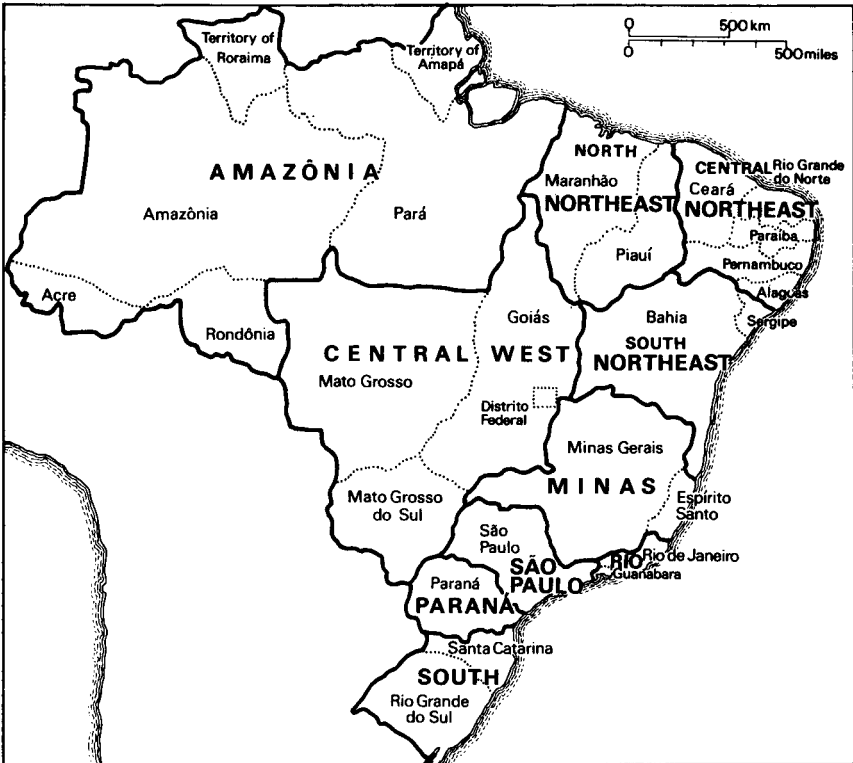 0 500 km
0 500 miles
Territory of
Roraima
Territory of
Amapá
AMAZÔNIA
Amazônia
Pará
Acre
Rondônia
NORTH
Maranhão
NORTHEAST
Piauí
CENTRAL
Rio Grande
do Norte
Ceará
NORTHEAST
Paraiba
Pernambuco
Alaguas
Sergipe
Bahia
SOUTH
NORTHEAST
Goiás
CENTRAL WEST
Mato Grosso
Distrito
Federal
Mato Grosso
do Sul
Minas Gerais
MINAS
Espírito
Santo
São
Paulo
SÃO
PAULO
RIO
Rio de Janeiro
Guanabara
Paraná
PARANÁ
Santa Catarina
SOUTH
Rio Grande
do Sul